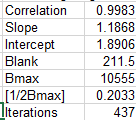 Correlation 0.9983
Slope 1.1868
Intercept 1.8906
Blank 211.5
Bmax 10555
[1/2Bmax] 0.2033
Iterations 437